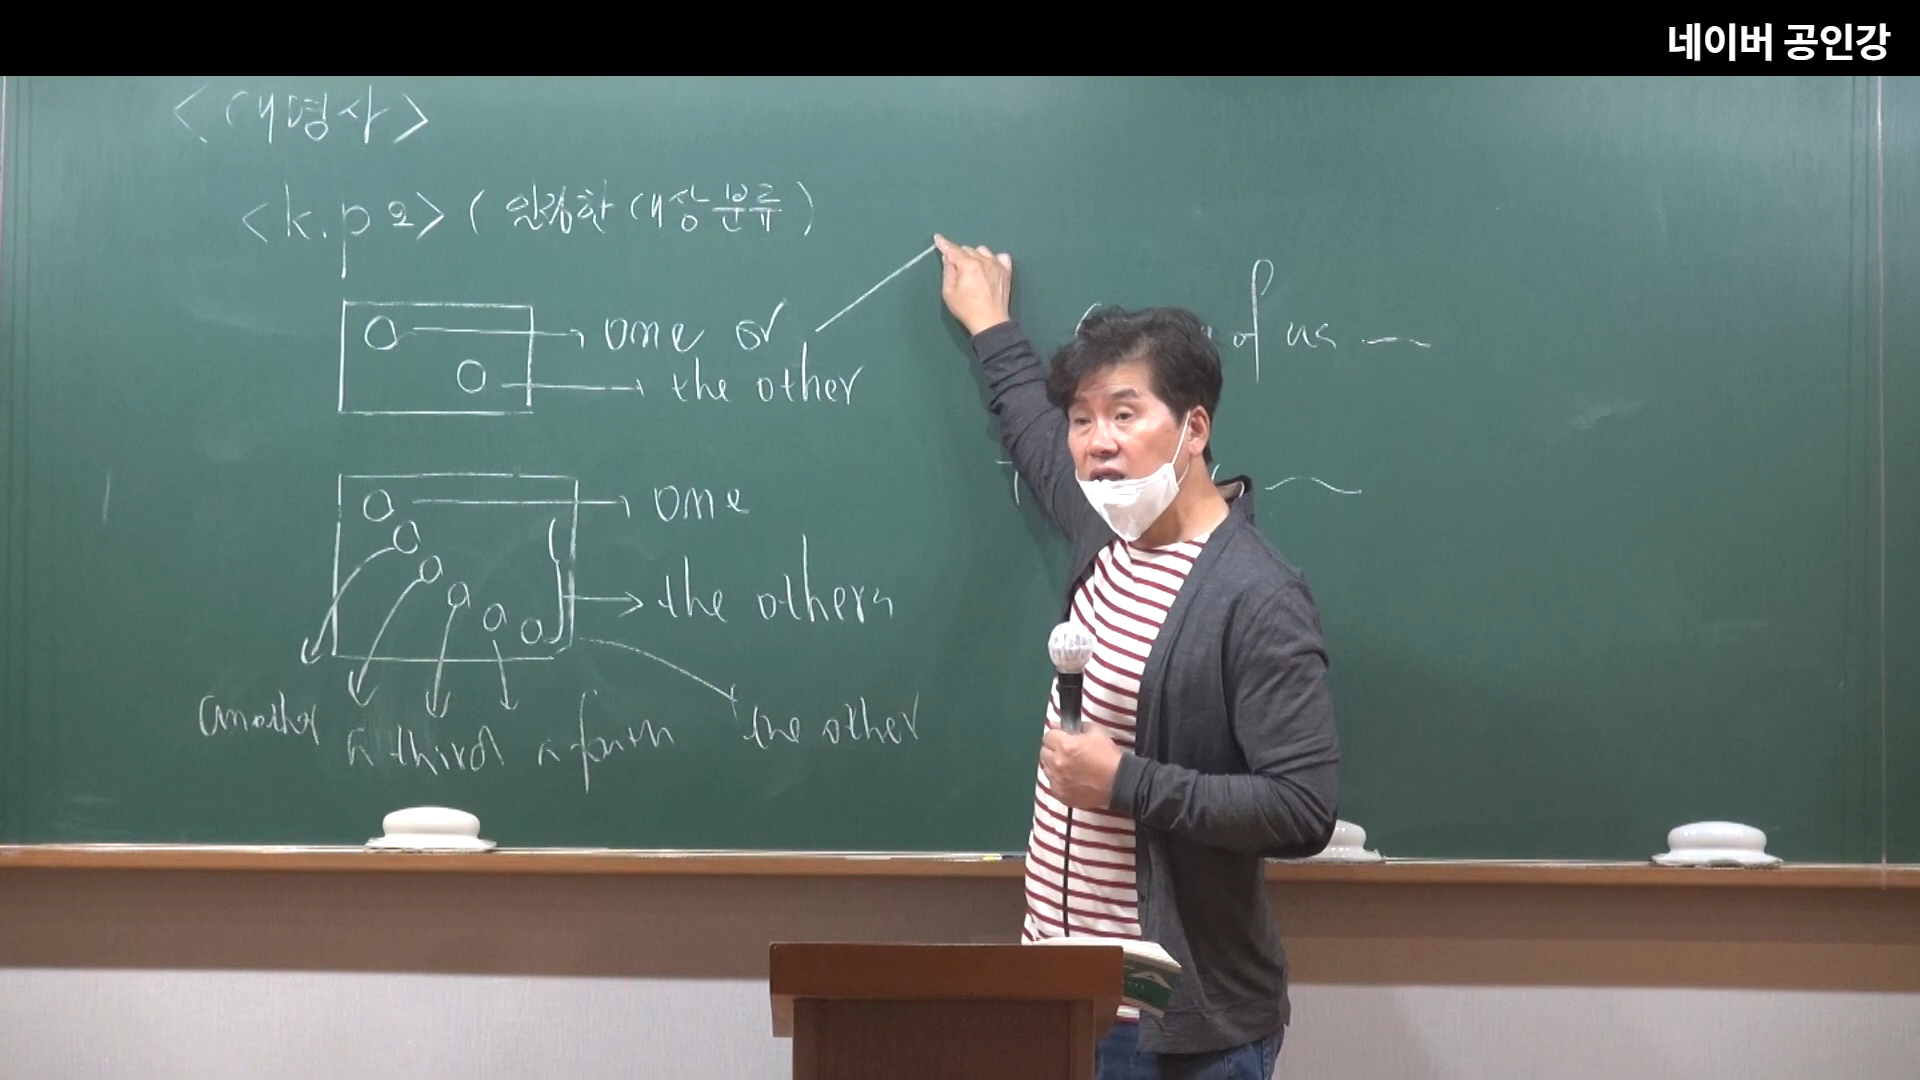 네이버 공인강
<대명사>
<k.p 2> ( 일정한 대상 분류 )
one or
the other
of us
one
the others
another a third a fourth the other